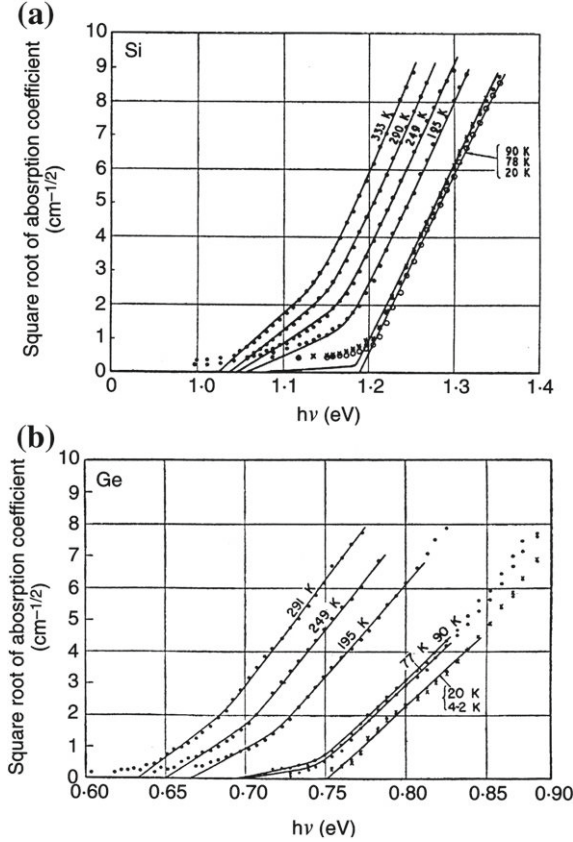 (a)
Si
10
9
8
7
6
5
4
3
2
1
0
Square root of abosrption coefficient
(cm-1/2)
333 K
290 K
249 K
195 K
90 K
78 K
20 K
0 1.0 1.1 1.2 1.3 1.4
hν (eV)
(b)
Ge
10
9
8
7
6
5
4
3
2
1
0
Square root of abosrption coefficient
(cm-1/2)
291 K
249 K
195 K
77 K 90 K
20 K
4·2 K
0·60 0·65 0·70 0·75 0·80 0·85 0·90
hν (eV)